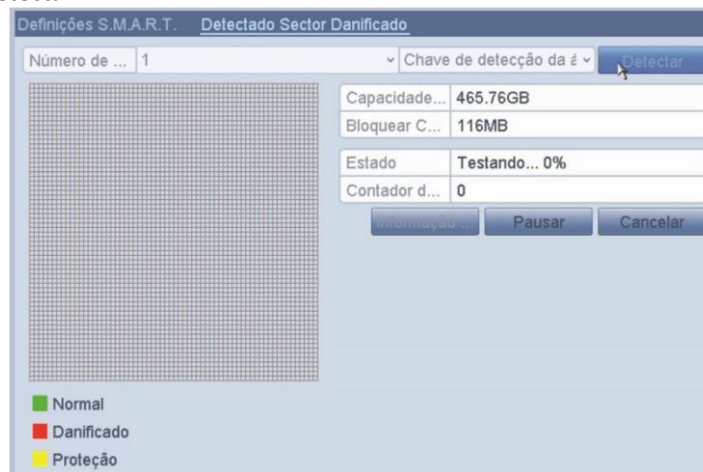 Definições S.M.A.R.T. Detectado Sector Danificado
Número de ... 1 Chave de detecção da á Detectar
Capacidade... 465.76GB
Bloquear C... 116MB
Estado Testando... 0%
Contador d... 0
Informação ... Pausar Cancelar
Normal
Danificado
Proteção